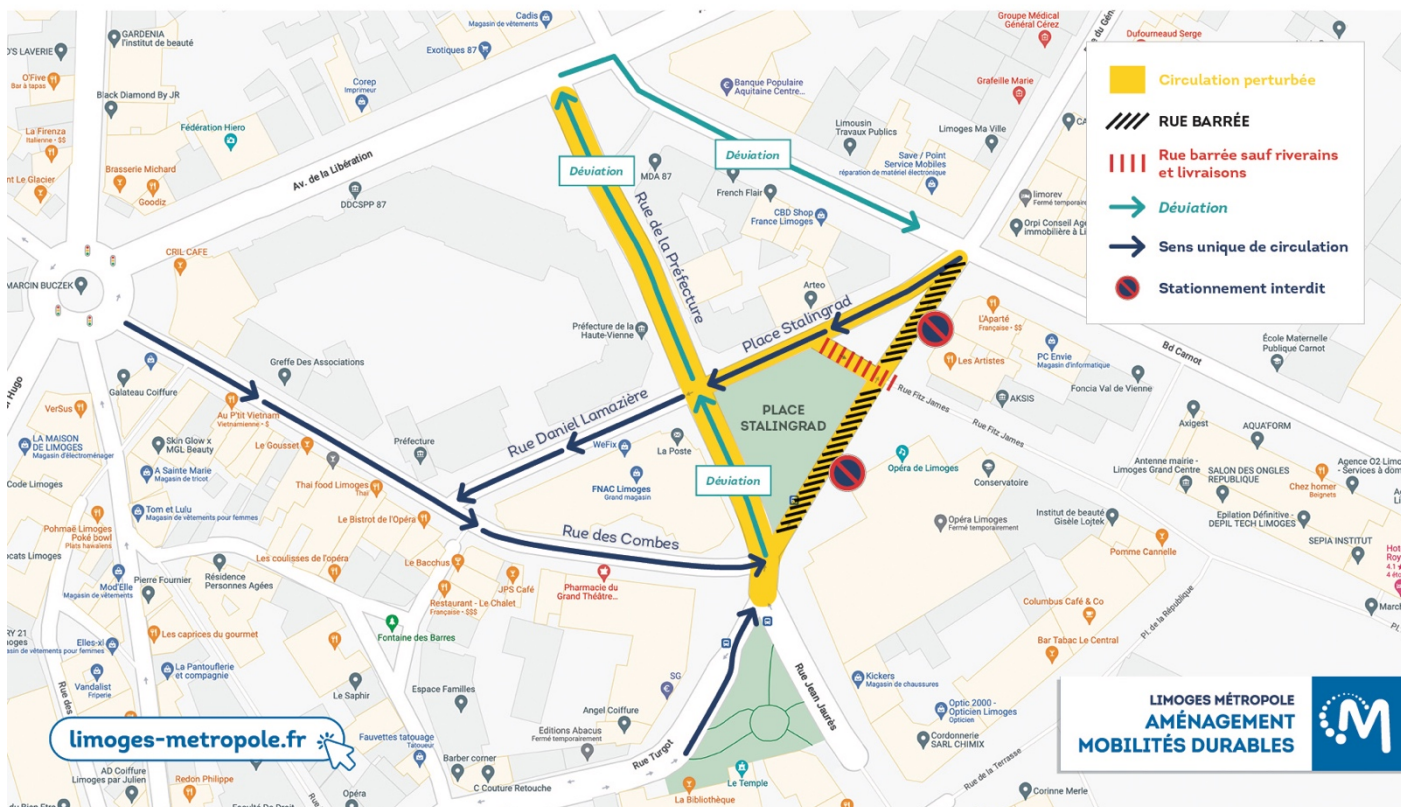 Cadis
Magasin de vêtements
GARDENIA
l'institut de beauté
O'S LAVERIE
Exotiques 87
O'Five
Bar à tapas
Corep
Imprimeur
Black Diamond By JR
La Firenza
Italienne - $$
Fédération Hiero
Brasserie Michard
Goodiz
Av. de la Libération
DDCSPP 87
CRIL CAFE
MARCIN BUCZEK
Banque Populaire
Aquitaine Centre...
Groupe Médical
Général Cérez
Dufourneaud Serge
Grafeille Marie
Limousin
Travaux Publics
Limoges Ma Ville
Save / Point
Service Mobiles
réparation de matériel électronique
limorev
Fermé temporaire
Orpi Conseil Age
immobilière à Li
Déviation
Déviation
MDA 87
French Flair
CBD Shop
France Limoges
Rue de la Préfecture
Arteo
Place Stalingrad
Préfecture de la
Haute-Vienne
Circulation perturbée
RUE BARRÉE
Rue barrée sauf riverains
et livraisons
Déviation
Sens unique de circulation
Stationnement interdit
L'Aparté
Française - $$
Les Artistes
PC Envie
Magasin d'informatique
Bd Carnot
École Maternelle
Publique Carnot
Foncia Val de Vienne
AKSIS
Rue Fitz James
Rue Fitz James
PLACE
STALINGRAD
Greffe Des Associations
Galateau Coiffure
Hugo
VerSus
Au P'tit Vietnam
Vietnamienne - $
LA MAISON
DE LIMOGES
Magasin d'électroménager
Skin Glow x
MGL Beauty
Le Gousset
Préfecture
Rue Daniel Lamazière
WeFix
La Poste
FNAC Limoges
Grand magasin
Déviation
Opéra de Limoges
Conservatoire
A Sainte Marie
Magasin de tricot
Code Limoges
Thai food Limoges
Thaï
Tom et Lulu
Magasin de vêtements pour femmes
Le Bistrot de l'Opéra
Rue des Combes
Pohmaë Limoges
Poké bowl
Plats hawaïens
Les coulisses de l'opéra
Le Bacchus
JPS Café
Pharmacie du
Grand Théâtre...
Résidence
Personnes Agées
Pierre Fournier
Mod'Elle
Magasin de vêtements
Restaurant - Le Chalet
Française - $$$
Fontaine des Barres
Les caprices du gourmet
Elles-xl
La Pantouflerie
et compagnie
Vandalist
Friperie
Rue des
Le Saphir
Espace Familles
SG
Angel Coiffure
Editions Abacus
Fermé temporairement
Rue Turgot
Rue Jean Jaurès
Fauvettes tatouage
Tatoueur
Barber corner
C Couture Retouche
AD Coiffure
Limoges par Julien
Redon Philippe
Opéra
La Bibliothèque
Le Temple
Axigest
AQUA'FORM
Antenne mairie -
Limoges Grand Centre
SALON DES ONGLES
REPUBLIQUE
Agence O2 Limo
- Services à dom
Chez homer
Beignets
Epilation Définitive -
DEPIL TECH LIMOGES
Opéra Limoges
Fermé temporairement
Institut de beauté
Gisèle Lojtek
SEPIA INSTITUT
Pomme Cannelle
Columbus Café & Co
Bar Tabac Le Central
Pl. de la République
Kickers
Magasin de chaussures
Optic 2000 -
Opticien Limoges
Opticien
Cordonnerie
SARL CHIMIX
Rue de la Terrasse
Corinne Merle
limoges-metropole.fr
LIMOGES MÉTROPOLE
AMÉNAGEMENT
MOBILITÉS DURABLES